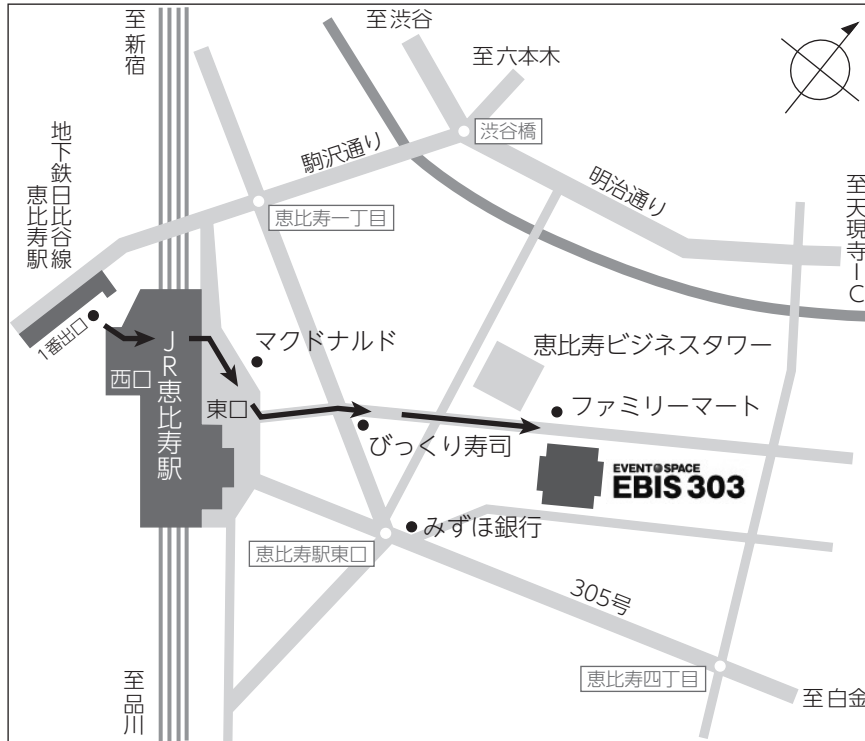 至新宿
至渋谷
至六本木
渋谷橋
駒沢通り
明治通り
地下鉄日比谷線
恵比寿駅
恵比寿一丁目
至天現寺IC
1番出口
西口
JR恵比寿駅
東口
マクドナルド
恵比寿ビジネスタワー
ファミリーマート
びっくり寿司
EVENT SPACE
EBIS 303
みずほ銀行
恵比寿駅東口
305号
恵比寿四丁目
至白金
至品川